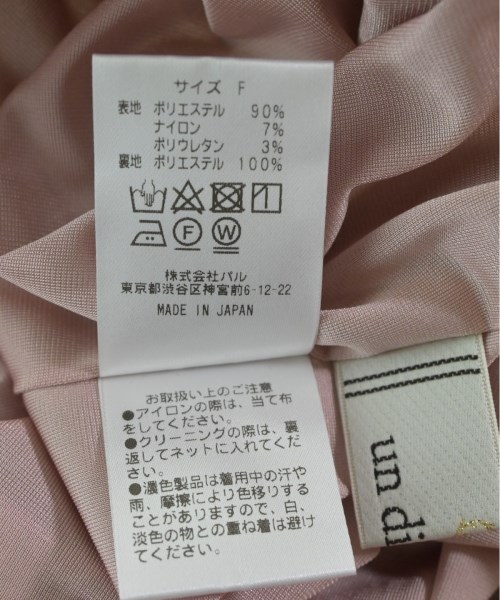 サイズ F
表地 ポリエステル 90%
ナイロン 7%
ポリウレタン 3%
裏地 ポリエステル 100%
F W
株式会社パル
東京都渋谷区神宮前6-12-22
MADE IN JAPAN
お取扱い上のご注意
●アイロンの際は、当て布
をしてください。
●クリーニングの際は、裏
返してネットに入れてくだ
さい。
●濃色製品は着用中の汗や
雨、摩擦により色移りする
ことがありますので、白、
淡色の物との重ね着は避け
てください。
un di